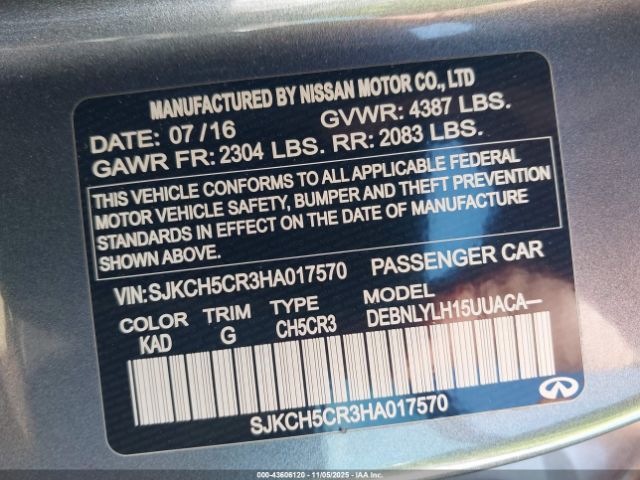 MANUFACTURED BY NISSAN MOTOR CO., LTD
DATE: 07 / 16 GVWR: 4387 LBS.
GAWR FR: 2304 LBS. RR: 2083 LBS.
THIS VEHICLE CONFORMS TO ALL APPLICABLE FEDERAL
MOTOR VEHICLE SAFETY, BUMPER AND THEFT PREVENTION
STANDARDS IN EFFECT ON THE DATE OF MANUFACTURE
SHOWN ABOVE.
VIN: SJKCH5CR3HA017570 PASSENGER CAR
COLOR TRIM TYPE MODEL
KAD G CH5CR3 DEBNLYLH15UUACA—
SJKCH5CR3HA017570
00-43606120 - 11/05/2025 - IAAI.COM